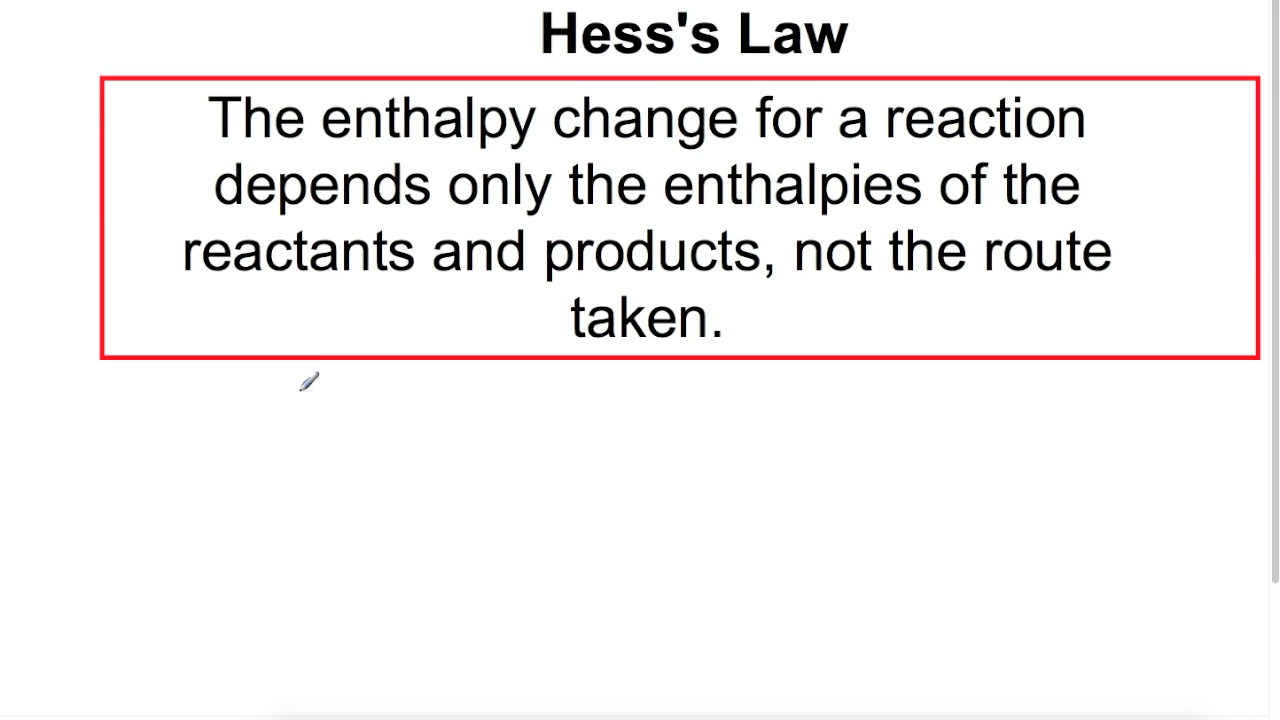 Hess's Law
The enthalpy change for a reaction
depends only the enthalpies of the
reactants and products, not the route
taken.